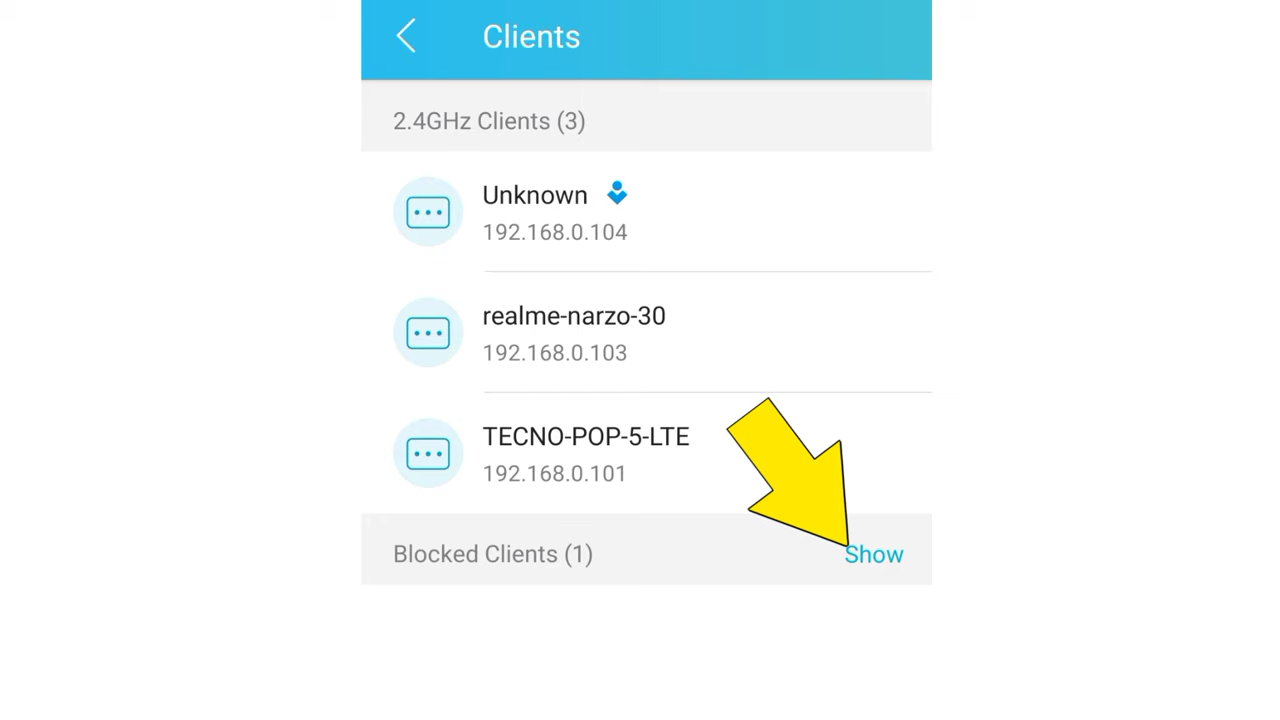 Clients
2.4GHz Clients (3)
Unknown
192.168.0.104
realme-narzo-30
192.168.0.103
TECNO-POP-5-LTE
192.168.0.101
Blocked Clients (1) Show